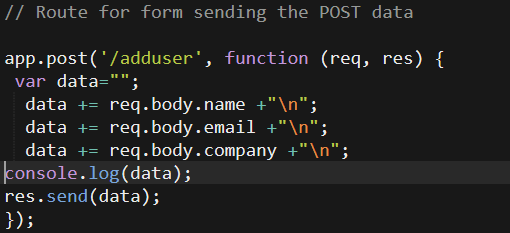 // Route for form sending the POST data

app.post('/adduser', function (req, res) {
 var data="";
  data += req.body.name +"\n";
  data += req.body.email +"\n";
  data += req.body.company +"\n";
console.log(data);
res.send(data);
});